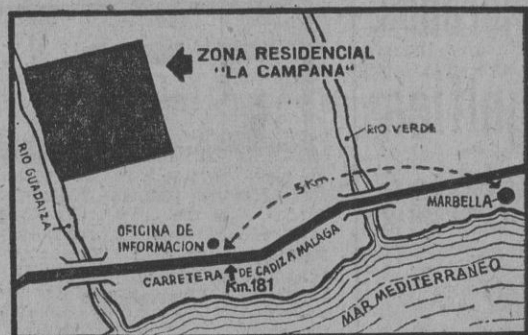 ZONA RESIDENCIAL
"LA CAMPANA"
RIO VERDE
RIO GUADAIZA
5 Km.
MARBELLA
OFICINA DE
INFORMACION
CARRETERA DE CADIZ A MALAGA
Km.181
MAR MEDITERRANEO